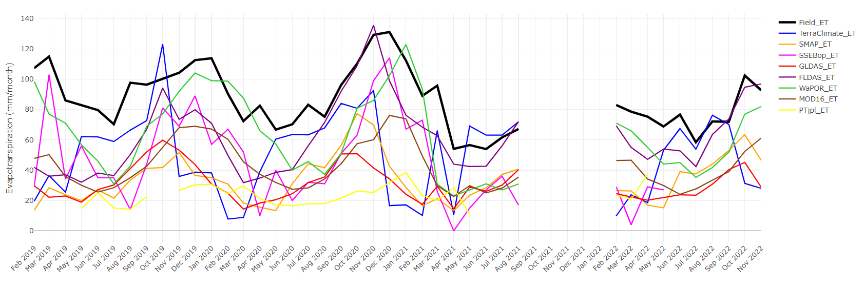 140
120
100
80
60
40
20
0
Evapotranspiration (mm/month)
Feb 2019
Mar 2019
Apr 2019
May 2019
Jun 2019
Jul 2019
Aug 2019
Sep 2019
Oct 2019
Nov 2019
Dec 2019
Jan 2020
Feb 2020
Mar 2020
Apr 2020
May 2020
Jun 2020
Jul 2020
Aug 2020
Sep 2020
Oct 2020
Nov 2020
Dec 2020
Jan 2021
Feb 2021
Mar 2021
Apr 2021
May 2021
Jun 2021
Jul 2021
Aug 2021
Sep 2021
Oct 2021
Nov 2021
Dec 2021
Jan 2022
Feb 2022
Mar 2022
Apr 2022
May 2022
Jun 2022
Jul 2022
Aug 2022
Sep 2022
Oct 2022
Nov 2022
Field_ET
TerraClimate_ET
SMAP_ET
SSEBop_ET
GLDAS_ET
FLDAS_ET
WaPOR_ET
MOD16_ET
PTjpl_ET